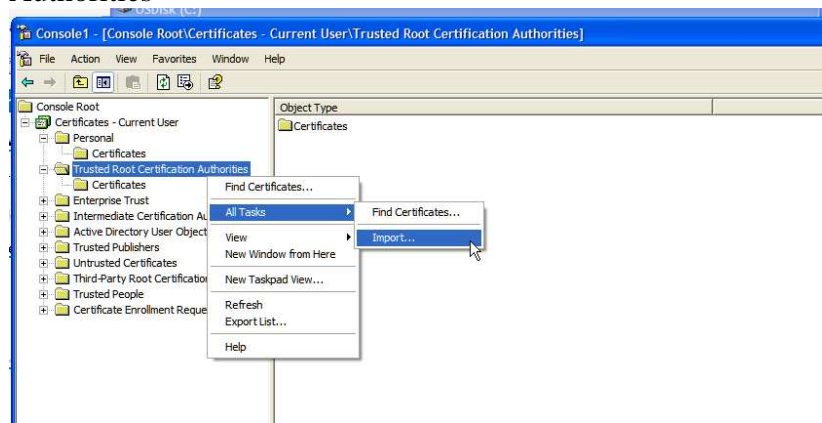 Authorities
OSDisk (C:)
Console1 - [Console Root\Certificates - Current User\Trusted Root Certification Authorities]
File Action View Favorites Window Help
Console Root
Certificates - Current User
Personal
Certificates
Trusted Root Certification Authorities
Certificates
Enterprise Trust
Intermediate Certification Au
Active Directory User Object
Trusted Publishers
Untrusted Certificates
Third-Party Root Certification
Trusted People
Certificate Enrollment Reque
Object Type
Certificates
Find Certificates...
All Tasks
View
New Window from Here
New Taskpad View...
Refresh
Export List...
Help
Find Certificates...
Import...